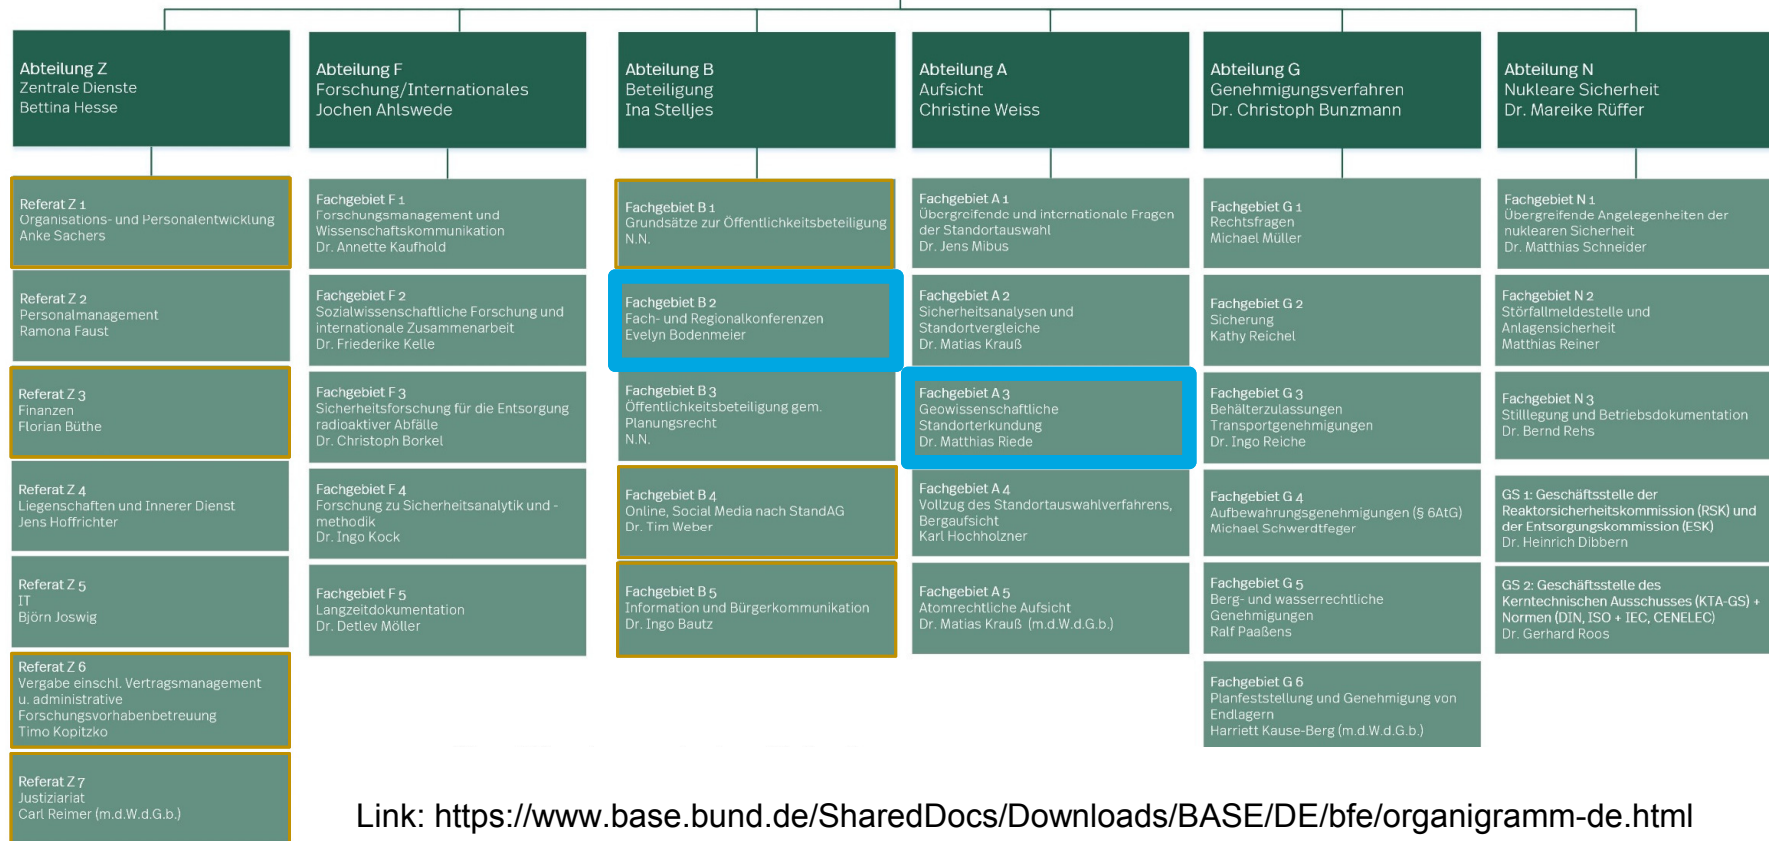 Abteilung Z
Zentrale Dienste
Bettina Hesse
Abteilung F
Forschung/Internationales
Jochen Ahlswede
Abteilung B
Beteiligung
Ina Stelljes
Abteilung A
Aufsicht
Christine Weiss
Abteilung G
Genehmigungsverfahren
Dr. Christoph Bunzmann
Abteilung N
Nukleare Sicherheit
Dr. Mareike Rüffer
Referat Z 1
Organisations- und Personalentwicklung
Anke Sachers
Referat Z 2
Personalmanagement
Ramona Faust
Referat Z 3
Finanzen
Florian Büthe
Referat Z 4
Liegenschaften und Innerer Dienst
Jens Hoffrichter
Referat Z 5
IT
Björn Joswig
Referat Z 6
Vergabe einschl. Vertragsmanagement
u. administrative
Forschungsvorhabenbetreuung
Timo Kopitzko
Referat Z 7
Justiziariat
Carl Reimer (m.d.W.d.G.b.)
Fachgebiet F 1
Forschungsmanagement und
Wissenschaftskommunikation
Dr. Annette Kaufhold
Fachgebiet F 2
Sozialwissenschaftliche Forschung und
internationale Zusammenarbeit
Dr. Friederike Kelle
Fachgebiet F 3
Sicherheitsforschung für die Entsorgung
radioaktiver Abfälle
Dr. Christoph Borkel
Fachgebiet F 4
Forschung zu Sicherheitsanalytik und -
methodik
Dr. Ingo Kock
Fachgebiet F 5
Langzeitdokumentation
Dr. Detlev Möller
Fachgebiet B 1
Grundsätze zur Öffentlichkeitsbeteiligung
N.N.
Fachgebiet B 2
Fach- und Regionalkonferenzen
Evelyn Bodenmeier
Fachgebiet B 3
Öffentlichkeitsbeteiligung gem.
Planungsrecht
N.N.
Fachgebiet B 4
Online, Social Media nach StandAG
Dr. Tim Weber
Fachgebiet B 5
Information und Bürgerkommunikation
Dr. Ingo Bautz
Fachgebiet A 1
Übergreifende und internationale Fragen
der Standortauswahl
Dr. Jens Mibus
Fachgebiet A 2
Sicherheitsanalysen und
Standortvergleiche
Dr. Matias Krauß
Fachgebiet A 3
Geowissenschaftliche
Standorterkundung
Dr. Matthias Riede
Fachgebiet A 4
Vollzug des Standortauswahlverfahrens,
Bergaufsicht
Karl Hochholzner
Fachgebiet A 5
Atomrechtliche Aufsicht
Dr. Matias Krauß (m.d.W.d.G.b.)
Fachgebiet G 1
Rechtsfragen
Michael Müller
Fachgebiet G 2
Sicherung
Kathy Reichel
Fachgebiet G 3
Behälterzulassungen
Transportgenehmigungen
Dr. Ingo Reiche
Fachgebiet G 4
Aufbewahrungsgenehmigungen (§ 6AtG)
Michael Schwerdtfeger
Fachgebiet G 5
Berg- und wasserrechtliche
Genehmigungen
Ralf Paaßens
Fachgebiet G 6
Planfeststellung und Genehmigung von
Endlagern
Harriett Kause-Berg (m.d.W.d.G.b.)
Fachgebiet N 1
Übergreifende Angelegenheiten der
nuklearen Sicherheit
Dr. Matthias Schneider
Fachgebiet N 2
Störfallmeldestelle und
Anlagensicherheit
Matthias Reiner
Fachgebiet N 3
Stilllegung und Betriebsdokumentation
Dr. Bernd Rehs
GS 1: Geschäftsstelle der
Reaktorsicherheitskommission (RSK) und
der Entsorgungskommission (ESK)
Dr. Heinrich Dibbern
GS 2: Geschäftsstelle des
Kerntechnischen Ausschusses (KTA-GS) +
Normen (DIN, ISO + IEC, CENELEC)
Dr. Gerhard Roos
Link: https://www.base.bund.de/SharedDocs/Downloads/BASE/DE/bfe/organigramm-de.html